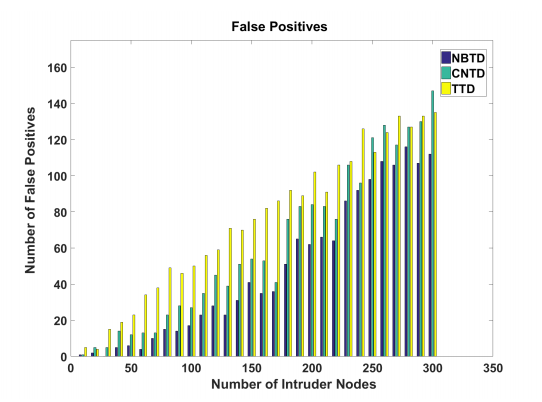 False Positives
Number of False Positives
160
140
120
100
80
60
40
20
0
NBTD
CNTD
TTD
0 50 100 150 200 250 300 350
Number of Intruder Nodes